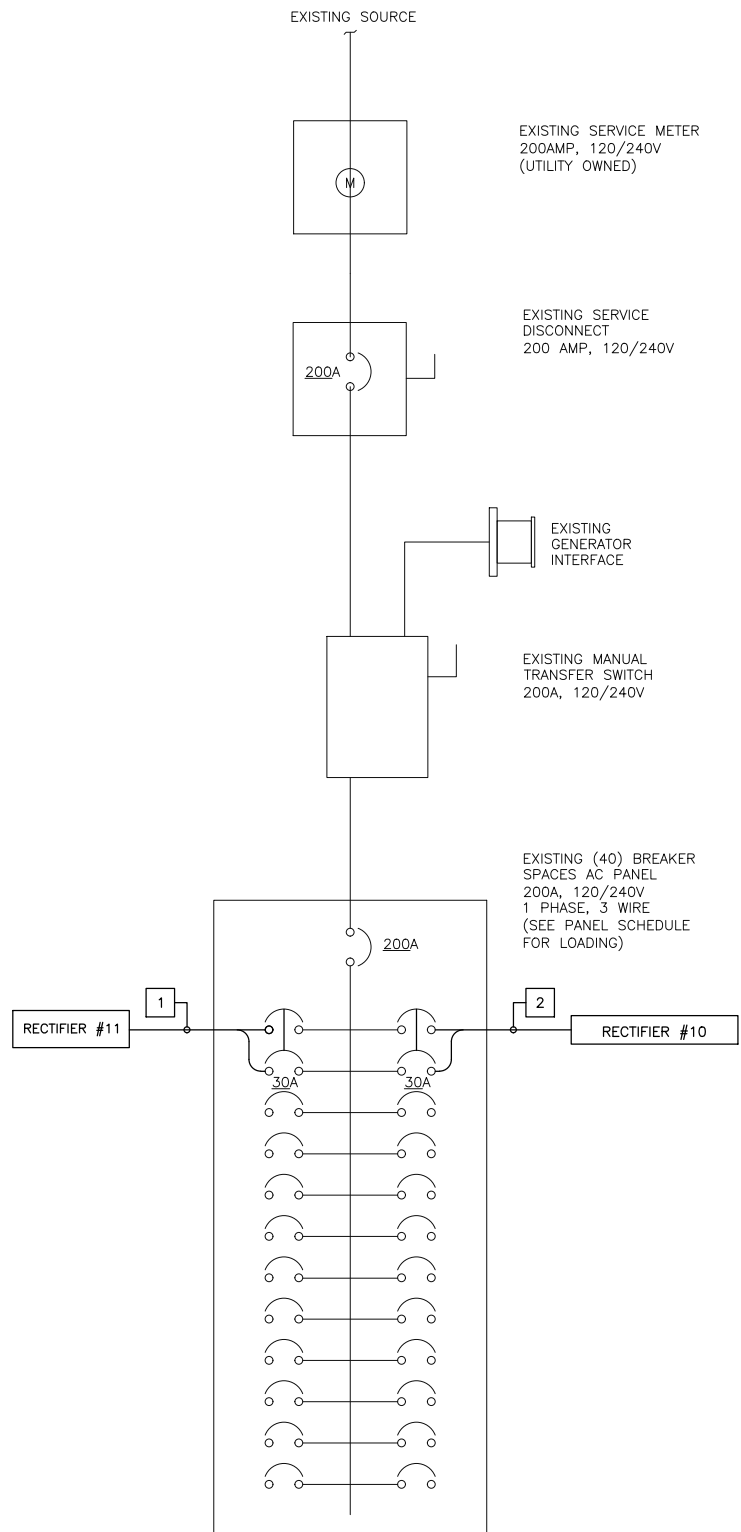 EXISTING SOURCE
EXISTING SERVICE METER
200AMP, 120/240V
(UTILITY OWNED)
M
EXISTING SERVICE
DISCONNECT
200 AMP, 120/240V
200A
EXISTING
GENERATOR
INTERFACE
EXISTING MANUAL
TRANSFER SWITCH
200A, 120/240V
EXISTING (40) BREAKER
SPACES AC PANEL
200A, 120/240V
1 PHASE, 3 WIRE
(SEE PANEL SCHEDULE
FOR LOADING)
200A
1
2
RECTIFIER #11
RECTIFIER #10
30A
30A